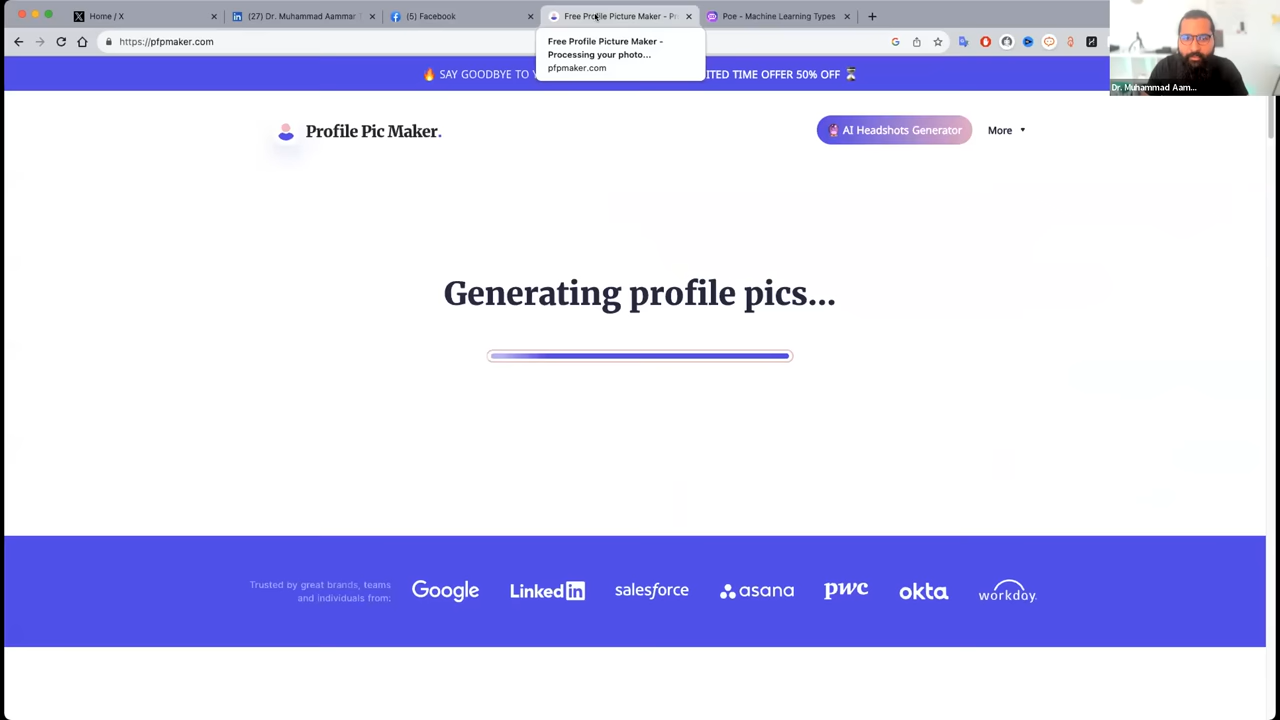 Home / X
(27) Dr. Muhammad Aammar
(5) Facebook
Free Profile Picture Maker - Pr
Poe - Machine Learning Types
https://pfpmaker.com
Free Profile Picture Maker -
Processing your photo...
pfpmaker.com
🔥 SAY GOODBYE TO Y
ITED TIME OFFER 50% OFF ⏳
Dr. Muhammad Aam...
Profile Pic Maker.
AI Headshots Generator
More
Generating profile pics...
Trusted by great brands, teams
and individuals from:
Google
LinkedIn
salesforce
asana
pwc
okta
workday.